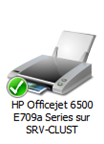 HP Officejet 6500
E709a Series sur
SRV-CLUST